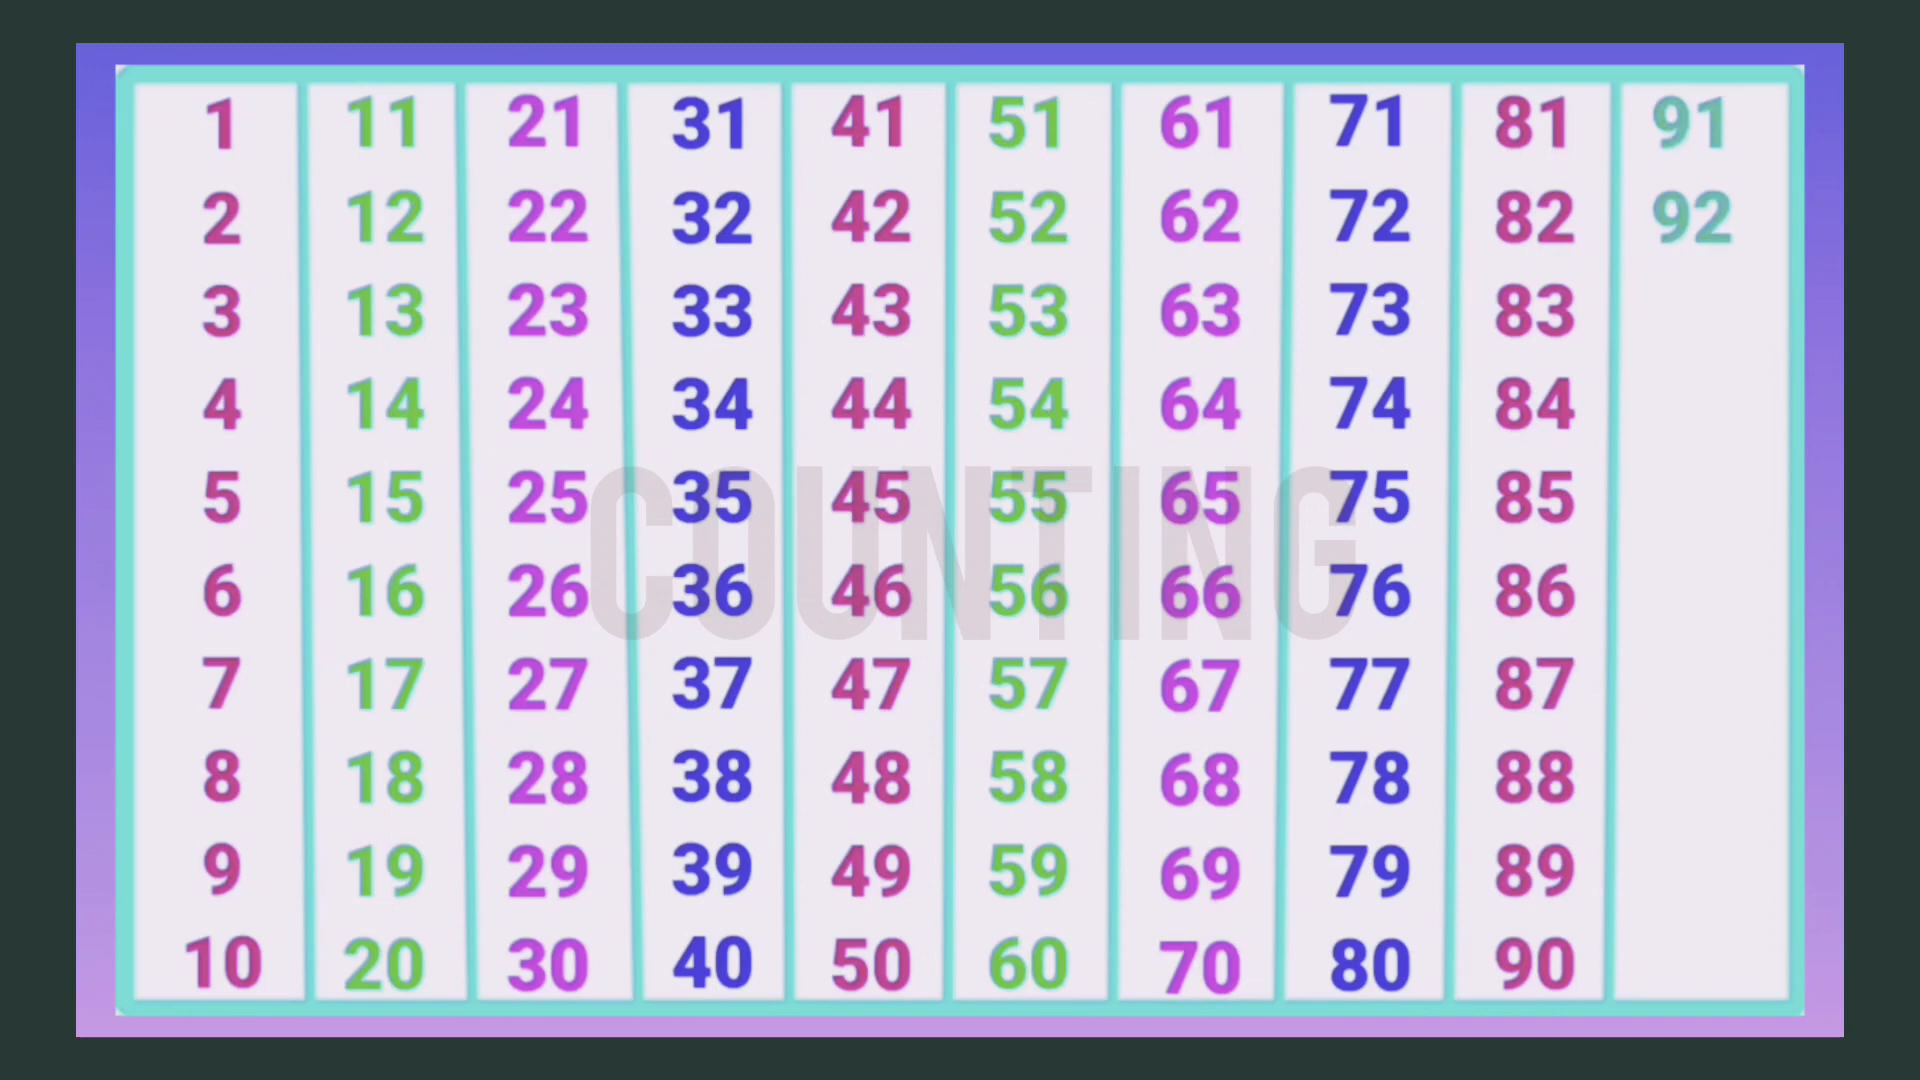 1 11 21 31 41 51 61 71 81 91
2 12 22 32 42 52 62 72 82 92
3 13 23 33 43 53 63 73 83
4 14 24 34 44 54 64 74 84
5 15 25 35 45 55 65 75 85
COUNTING
6 16 26 36 46 56 66 76 86
7 17 27 37 47 57 67 77 87
8 18 28 38 48 58 68 78 88
9 19 29 39 49 59 69 79 89
10 20 30 40 50 60 70 80 90